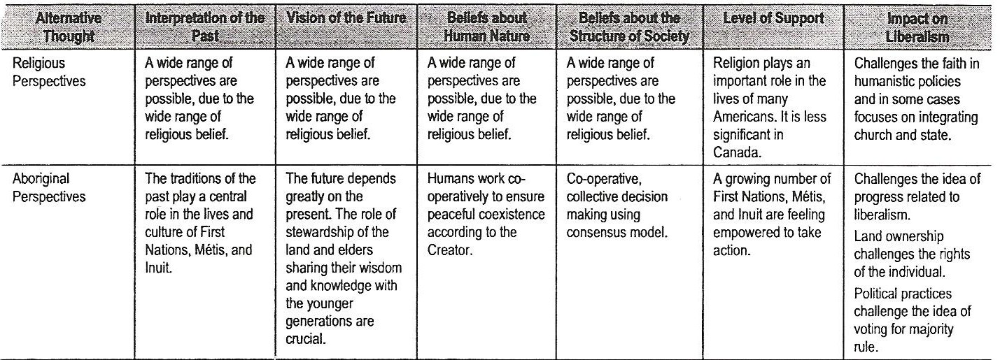 Alternative Thought
Interpretation of the Past
Vision of the Future
Beliefs about Human Nature
Beliefs about the Structure of Society
Level of Support
Impact on Liberalism
Religious
Perspectives
A wide range of
perspectives are
possible, due to the
wide range of
religious belief.
A wide range of
perspectives are
possible, due to the
wide range of
religious belief.
A wide range of
perspectives are
possible, due to the
wide range of
religious belief.
A wide range of
perspectives are
possible, due to the
wide range of
religious belief.
Religion plays an
important role in the
lives of many
Americans. It is less
significant in
Canada.
Challenges the faith in
humanistic policies
and in some cases
focuses on integrating
church and state.
Aboriginal
Perspectives
The traditions of the
past play a central
role in the lives and
culture of First
Nations, Métis, and
Inuit.
The future depends
greatly on the
present. The role of
stewardship of the
land and elders
sharing their wisdom
and knowledge with
the younger
generations are
crucial.
Humans work co-
operatively to ensure
peaceful coexistence
according to the
Creator.
Co-operative,
collective decision
making using
consensus model.
A growing number of
First Nations, Métis,
and Inuit are feeling
empowered to take
action.
Challenges the idea of
progress related to
liberalism.
Land ownership
challenges the rights
of the individual.
Political practices
challenge the idea of
voting for majority
rule.